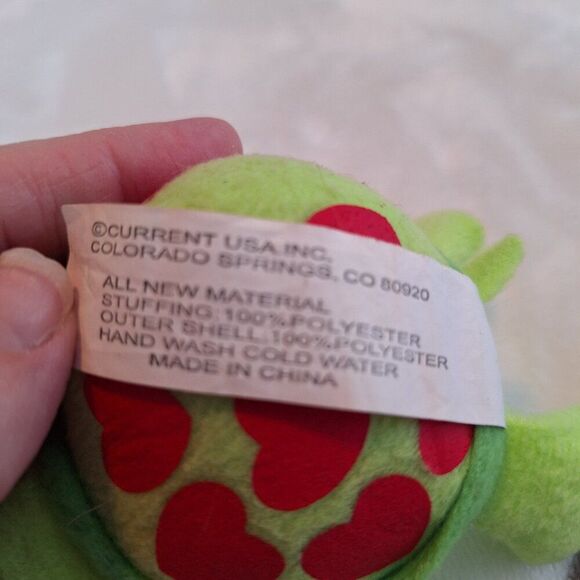 ©CURRENT USA.INC.
COLORADO SPRINGS, CO 80920
ALL NEW MATERIAL
STUFFING: 100%.POLYESTER
OUTER SHELL.:100%.POLYESTER
HAND WASH COLD WATER
MADE IN CHINA